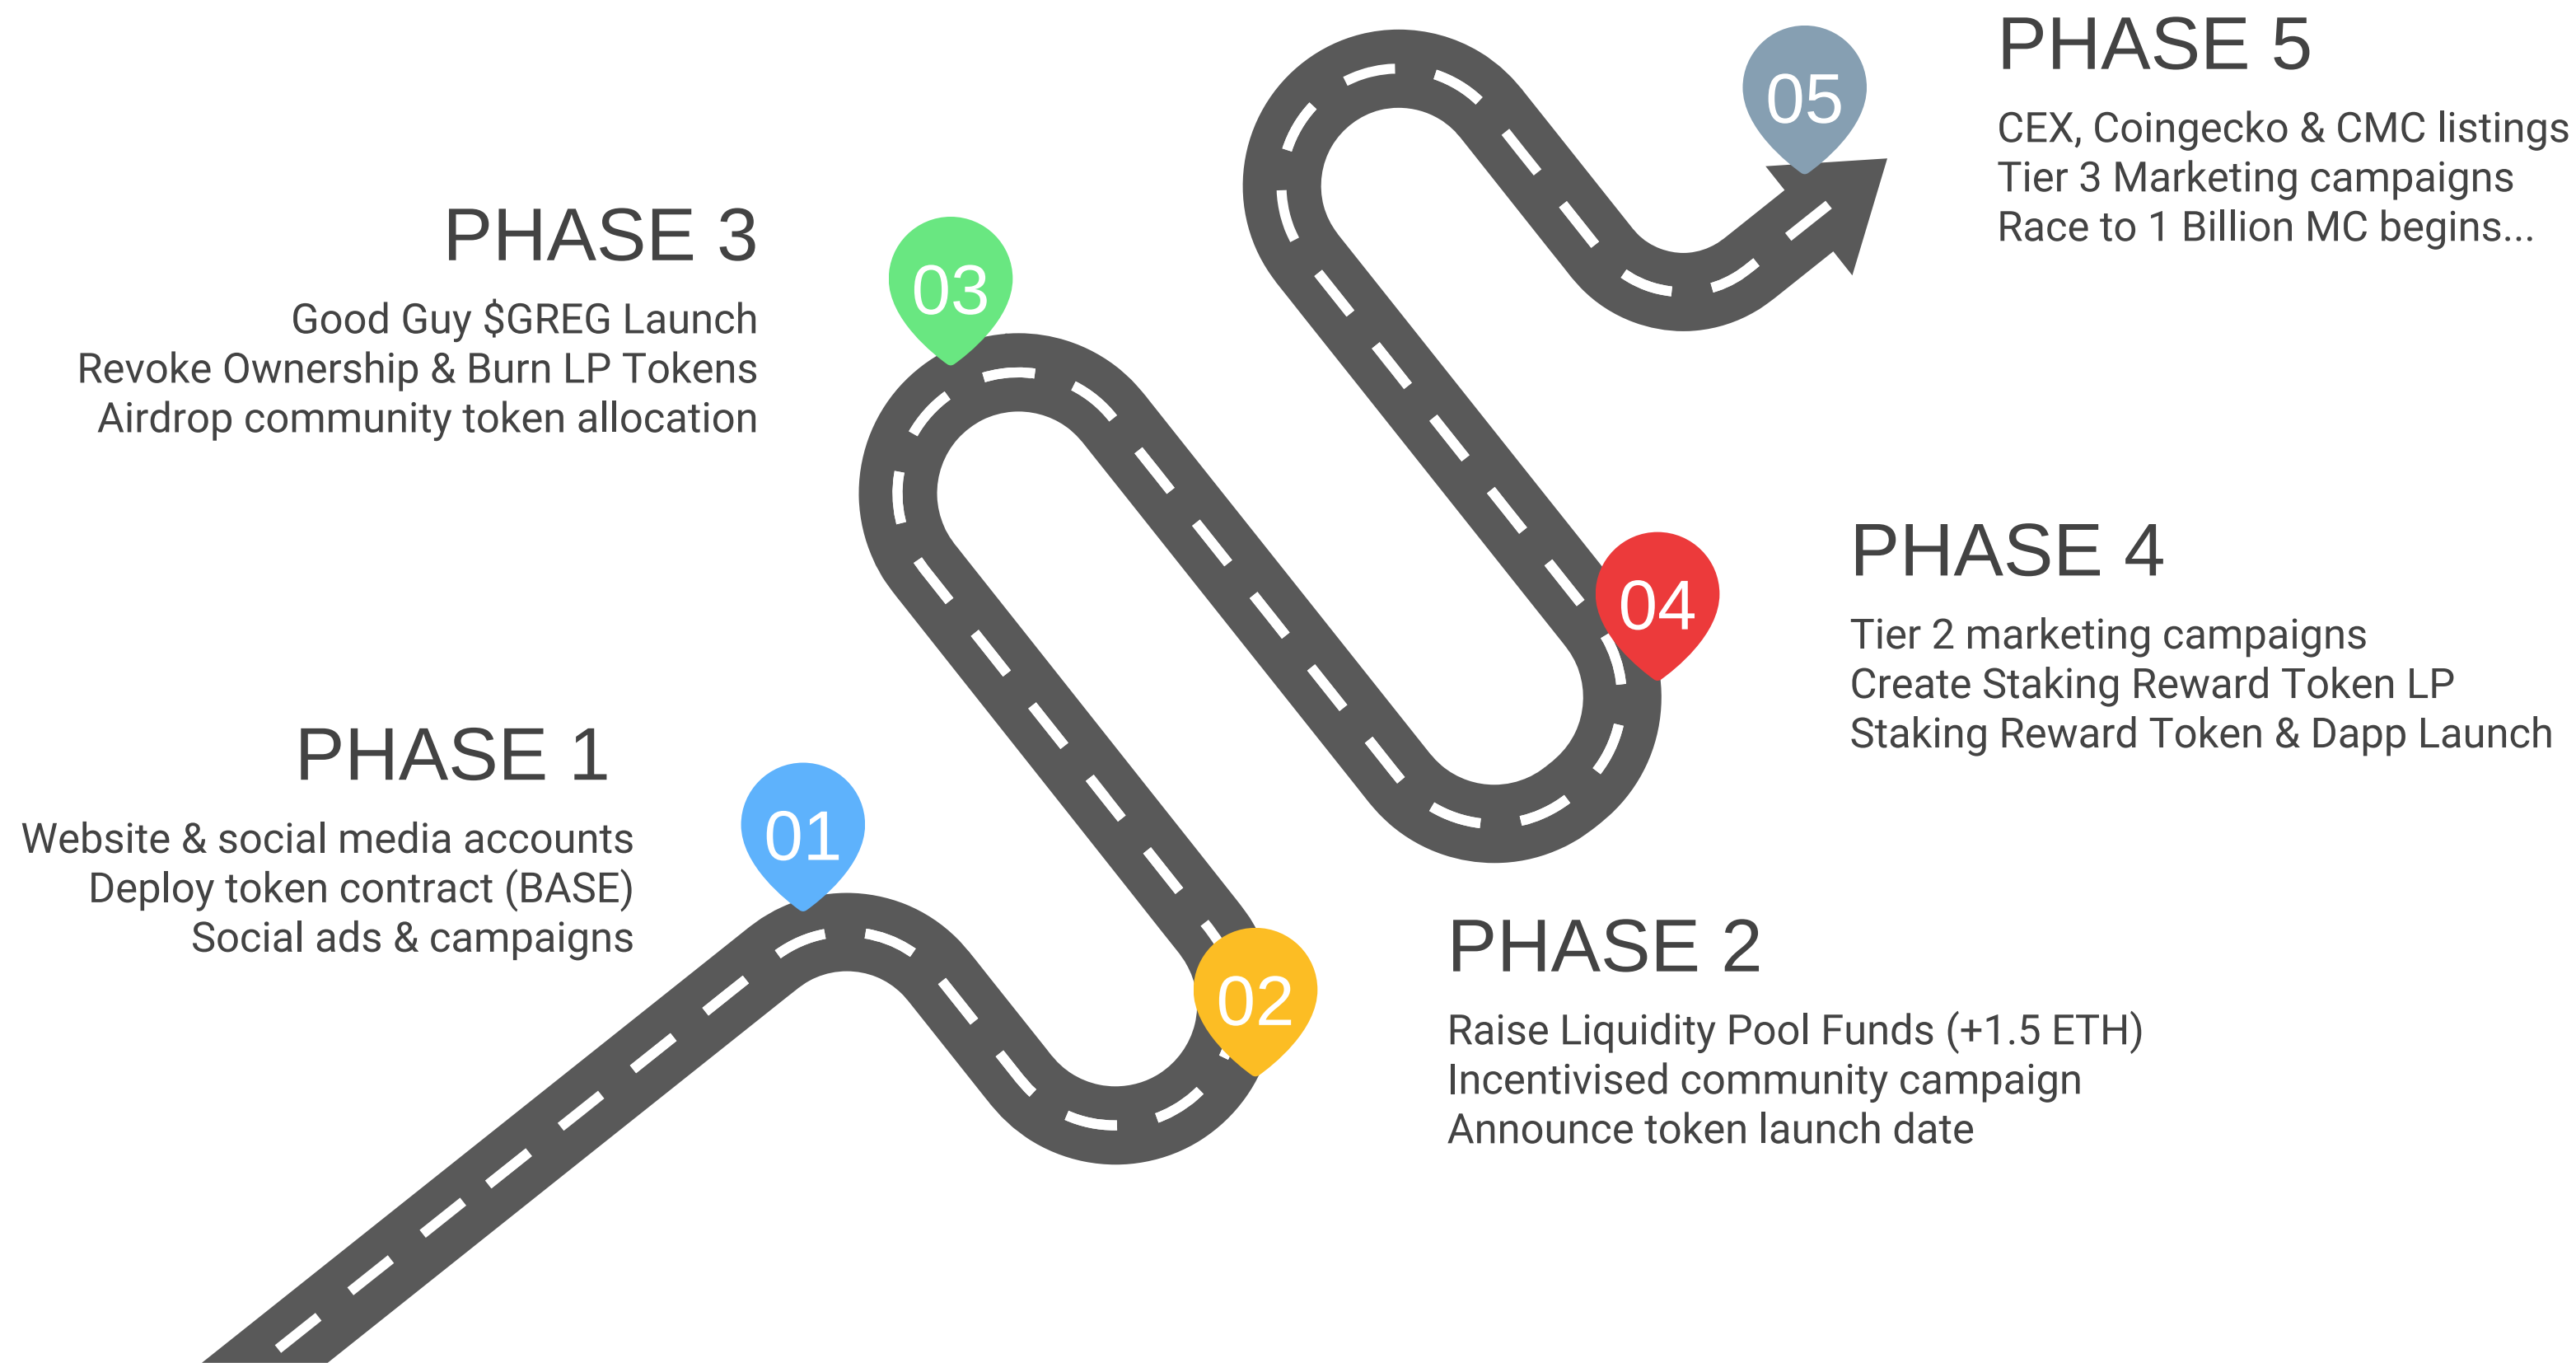 PHASE 5
05
CEX, Coingecko & CMC listings
Tier 3 Marketing campaigns
Race to 1 Billion MC begins...
PHASE 3
03
Good Guy $GREG Launch
Revoke Ownership & Burn LP Tokens
Airdrop community token allocation
PHASE 4
04
Tier 2 marketing campaigns
Create Staking Reward Token LP
Staking Reward Token & Dapp Launch
PHASE 1
01
Website & social media accounts
Deploy token contract (BASE)
Social ads & campaigns
PHASE 2
02
Raise Liquidity Pool Funds (+1.5 ETH)
Incentivised community campaign
Announce token launch date